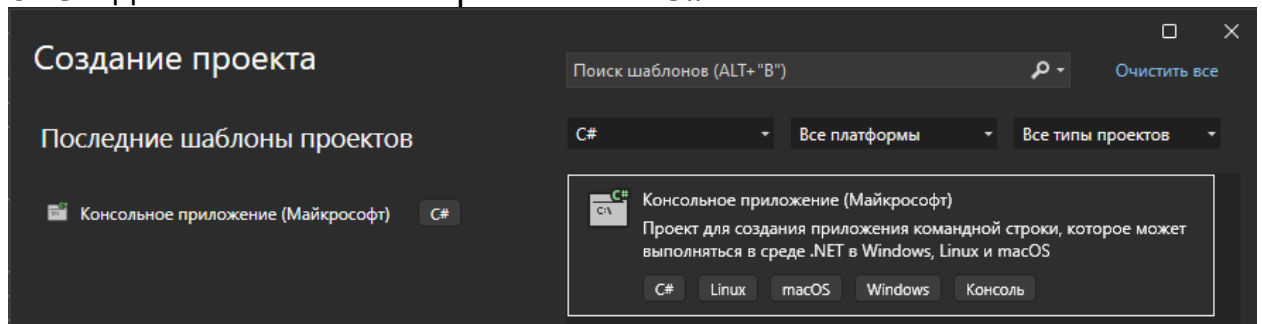 Создание проекта
Поиск шаблонов (ALT+"В")
Очистить все
Последние шаблоны проектов
C#
Все платформы
Все типы проектов
Консольное приложение (Майкрософт)
C#
C#
C:\
Консольное приложение (Майкрософт)
Проект для создания приложения командной строки, которое может
выполняться в среде .NET в Windows, Linux и macOS
C#
Linux
macOS
Windows
Консоль